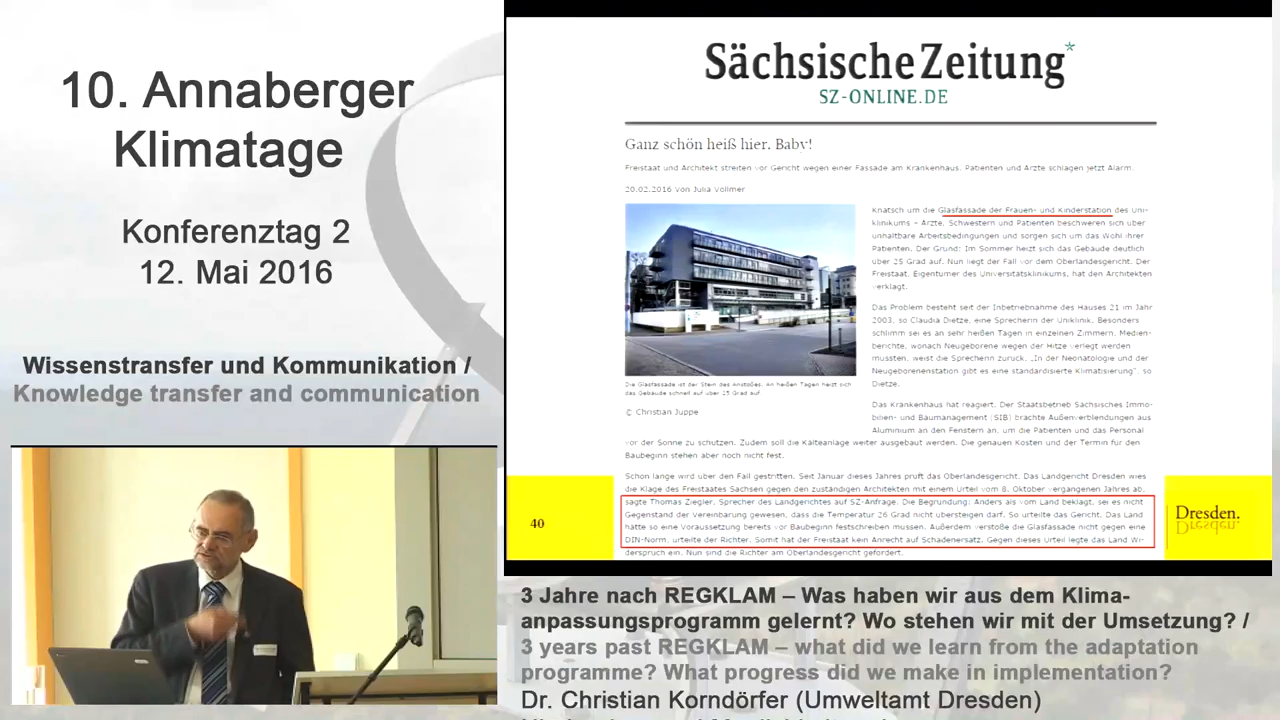 10. Annaberger
Klimatage
Konferenztag 2
12. Mai 2016
Wissenstransfer und Kommunikation /
Knowledge transfer and communication
Sächsische Zeitung*
SZ-ONLINE.DE
Ganz schön heiß hier, Baby!
Freistaat und Architekt streiten vor Gericht wegen einer Fassade am Krankenhaus. Patienten und Ärzte schlagen jetzt Alarm.
20.02.2016 Von Julia Vollmer
Die Glasfassade ist der Stein des Anstoßes. An heißen Tagen heizt sich
das Gebäude schnell auf über 25 Grad auf.
© Christian Juppe
Knatsch um die Glasfassade der Frauen- und Kinderstation des Uni-
klinikums – Ärzte, Schwestern und Patienten beschweren sich über
unhaltbare Arbeitsbedingungen und sorgen sich um das Wohl ihrer
Patienten. Der Grund: Im Sommer heizt sich das Gebäude deutlich
über 25 Grad auf. Nun liegt der Fall vor dem Oberlandesgericht. Der
Freistaat, Eigentümer des Universitätsklinikums, hat den Architekten
verklagt.
Das Problem besteht seit der Inbetriebnahme des Hauses 21 im Jahr
2003, so Claudia Dietze, eine Sprecherin der Uniklinik. Besonders
schlimm sei es an sehr heißen Tagen in einzelnen Zimmern. Medien-
berichte, wonach Neugeborene wegen der Hitze verlegt werden
mussten, weist die Sprecherin zurück. „In der Neonatologie und der
Neugeborenenstation gibt es eine standardisierte Klimatisierung“, so
Dietze.
Das Krankenhaus hat reagiert. Der Staatsbetrieb Sächsisches Immo-
bilien- und Baumanagement (SIB) brachte Außenverblendungen aus
Aluminium an den Fenstern an, um die Patienten und das Personal
vor der Sonne zu schützen. Zudem soll die Kälteanlage weiter ausgebaut werden. Die genauen Kosten und der Termin für den
Baubeginn stehen aber noch nicht fest.
Schon lange wird über den Fall gestritten. Seit Januar dieses Jahres prüft das Oberlandesgericht. Das Landgericht Dresden wies
die Klage des Freistaates Sachsen gegen den zuständigen Architekten mit einem Urteil vom 8. Oktober vergangenen Jahres ab,
sagte Thomas Ziegler, Sprecher des Landgerichtes auf SZ-Anfrage. Die Begründung: Anders als vom Land beklagt, sei es nicht
Gegenstand der Vereinbarung gewesen, dass die Temperatur 26 Grad nicht übersteigen darf. So urteilte das Gericht. Das Land
hätte so eine Voraussetzung bereits vor Baubeginn festschreiben müssen. Außerdem verstoße die Glasfassade nicht gegen eine
DIN-Norm, urteilte der Richter. Somit hat der Freistaat kein Anrecht auf Schadenersatz. Gegen dieses Urteil legte das Land Wi-
derspruch ein. Nun sind die Richter am Oberlandesgericht gefordert.
40
Dresden.
3 Jahre nach REGKLAM – Was haben wir aus dem Klima-
anpassungsprogramm gelernt? Wo stehen wir mit der Umsetzung? /
3 years past REGKLAM – what did we learn from the adaptation
programme? What progress did we make in implementation?
Dr. Christian Korndörfer (Umweltamt Dresden)